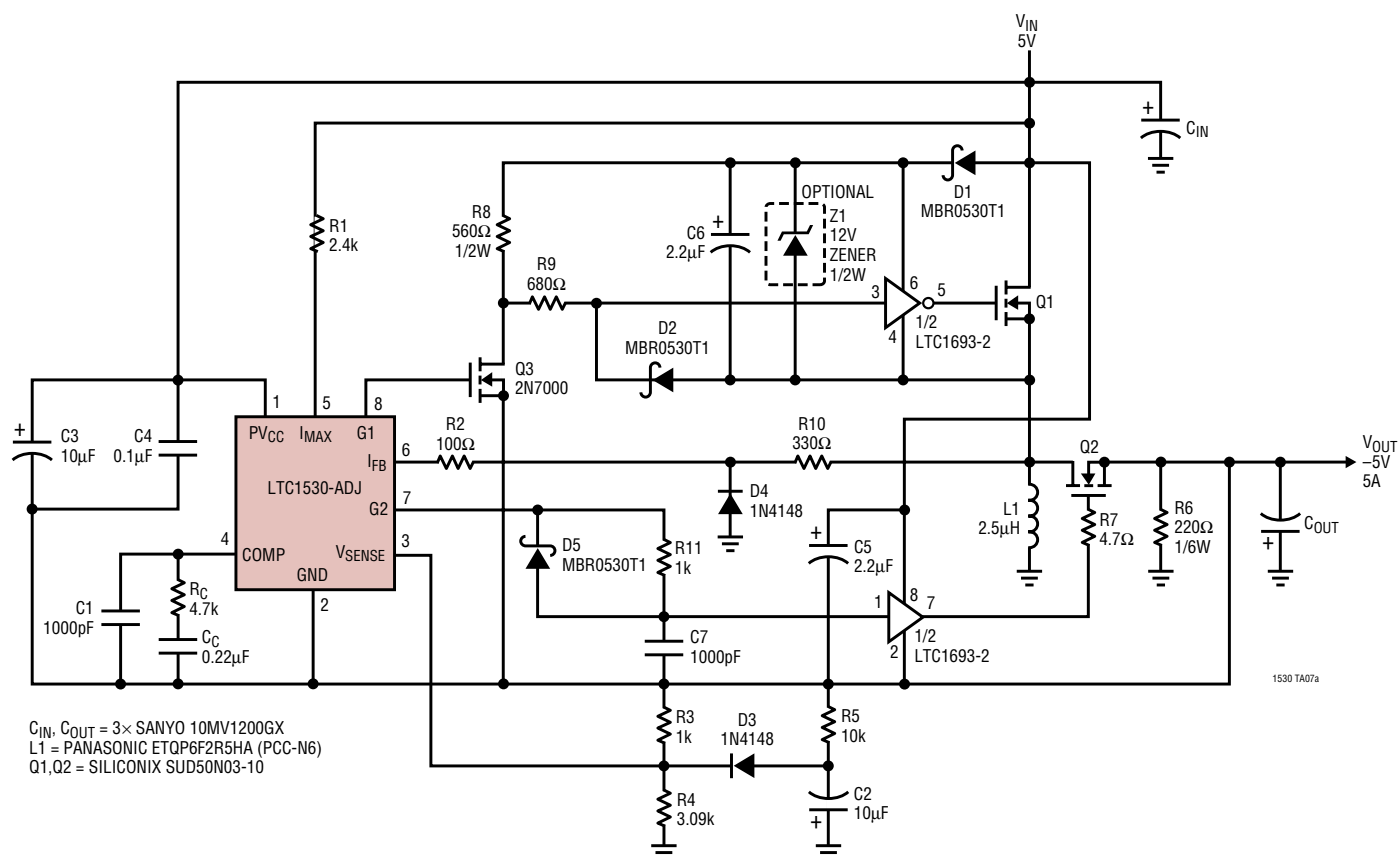 VIN
5V
+
CIN
R1
2.4k
R8
560Ω
1/2W
R9
680Ω
C6
2.2µF
+
OPTIONAL
Z1
12V
ZENER
1/2W
D1
MBR0530T1
3
6
5
4
1/2
LTC1693-2
Q1
D2
MBR0530T1
Q3
2N7000
+
C3
10µF
C4
0.1µF
1
5
8
PVCC
IMAX
G1
6
IFB
LTC1530-ADJ
G2
7
4
COMP
VSENSE
3
GND
2
R2
100Ω
R10
330Ω
D4
1N4148
Q2
VOUT
–5V
5A
L1
2.5µH
R7
4.7Ω
R6
220Ω
1/6W
COUT
+
D5
MBR0530T1
R11
1k
+
C5
2.2µF
1
8
7
2
1/2
LTC1693-2
C1
1000pF
RC
4.7k
CC
0.22µF
C7
1000pF
1530 TA07a
R3
1k
D3
1N4148
R5
10k
R4
3.09k
C2
10µF
+
CIN, COUT = 3× SANYO 10MV1200GX
L1 = PANASONIC ETQP6F2R5HA (PCC-N6)
Q1,Q2 = SILICONIX SUD50N03-10